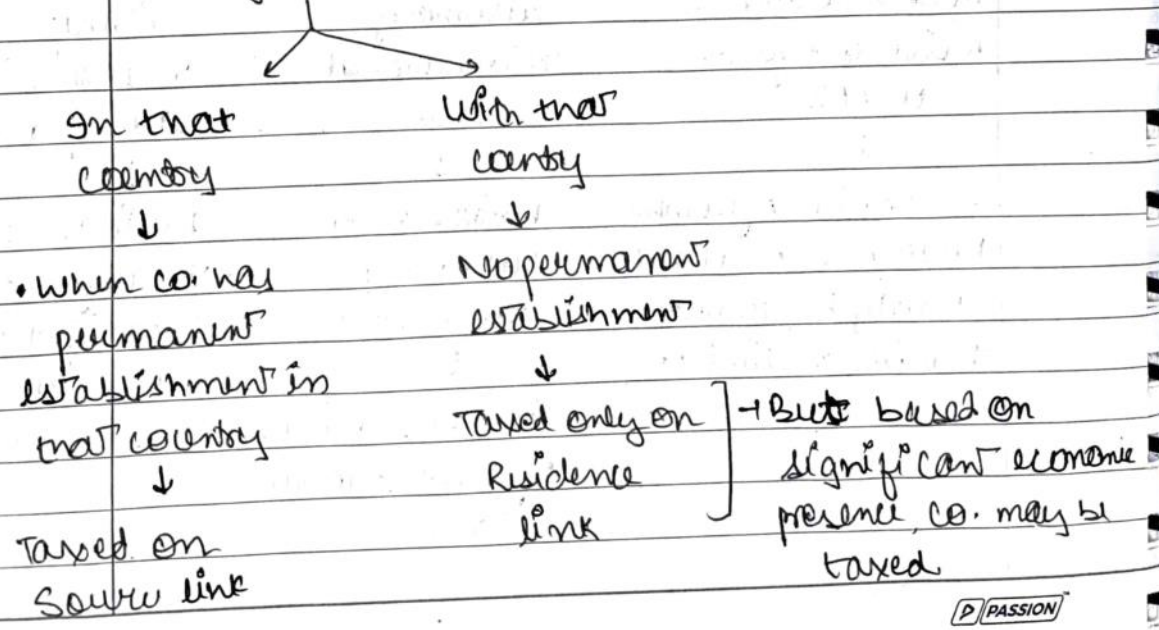 In that
country
↓
• When co. has
permanent
establishment in
that country
↓
Taxed on
Source link
With that
country
↓
No permanent
establishment
↓
Taxed only on
Residence
link
→ But based on
significant economic
presence, co. may be
taxed
PASSION